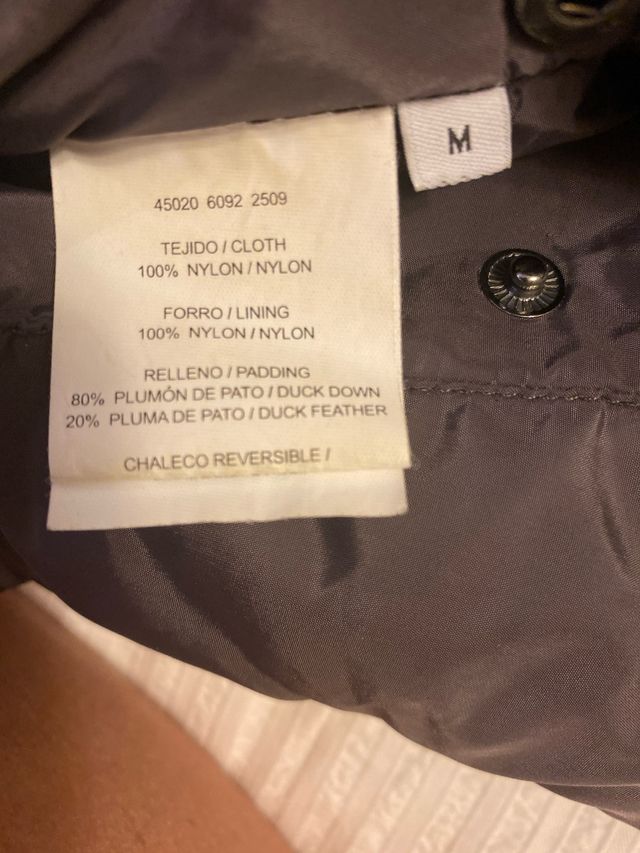 45020 6092 2509
TEJIDO / CLOTH
100% NYLON / NYLON
FORRO / LINING
100% NYLON / NYLON
RELLENO / PADDING
80% PLUMÓN DE PATO / DUCK DOWN
20% PLUMA DE PATO / DUCK FEATHER
CHALECO REVERSIBLE /
M